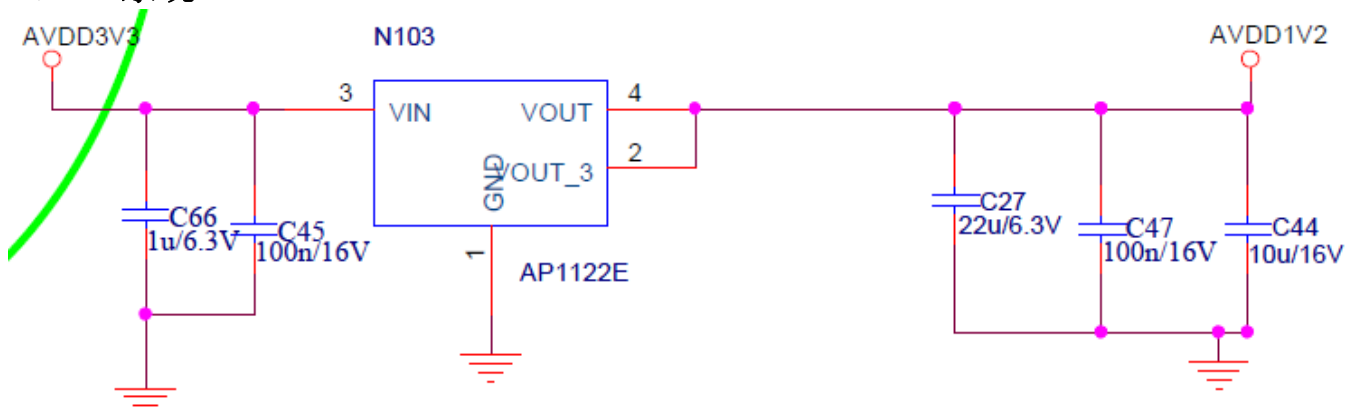 AVDD3V3
N103
AVDD1V2
3
VIN
VOUT
4
GND
VOUT_3
2
1
AP1122E
C66
1u/6.3V
C45
100n/16V
C27
22u/6.3V
C47
100n/16V
C44
10u/16V